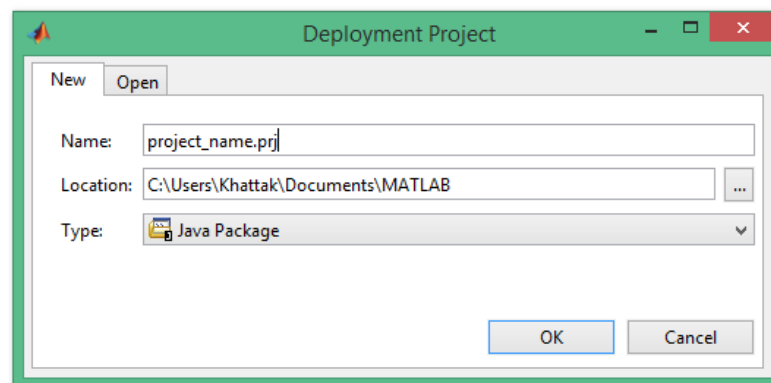 Deployment Project
New Open
Name: project_name.prj
Location: C:\Users\Khattak\Documents\MATLAB ...
Type: Java Package
OK Cancel